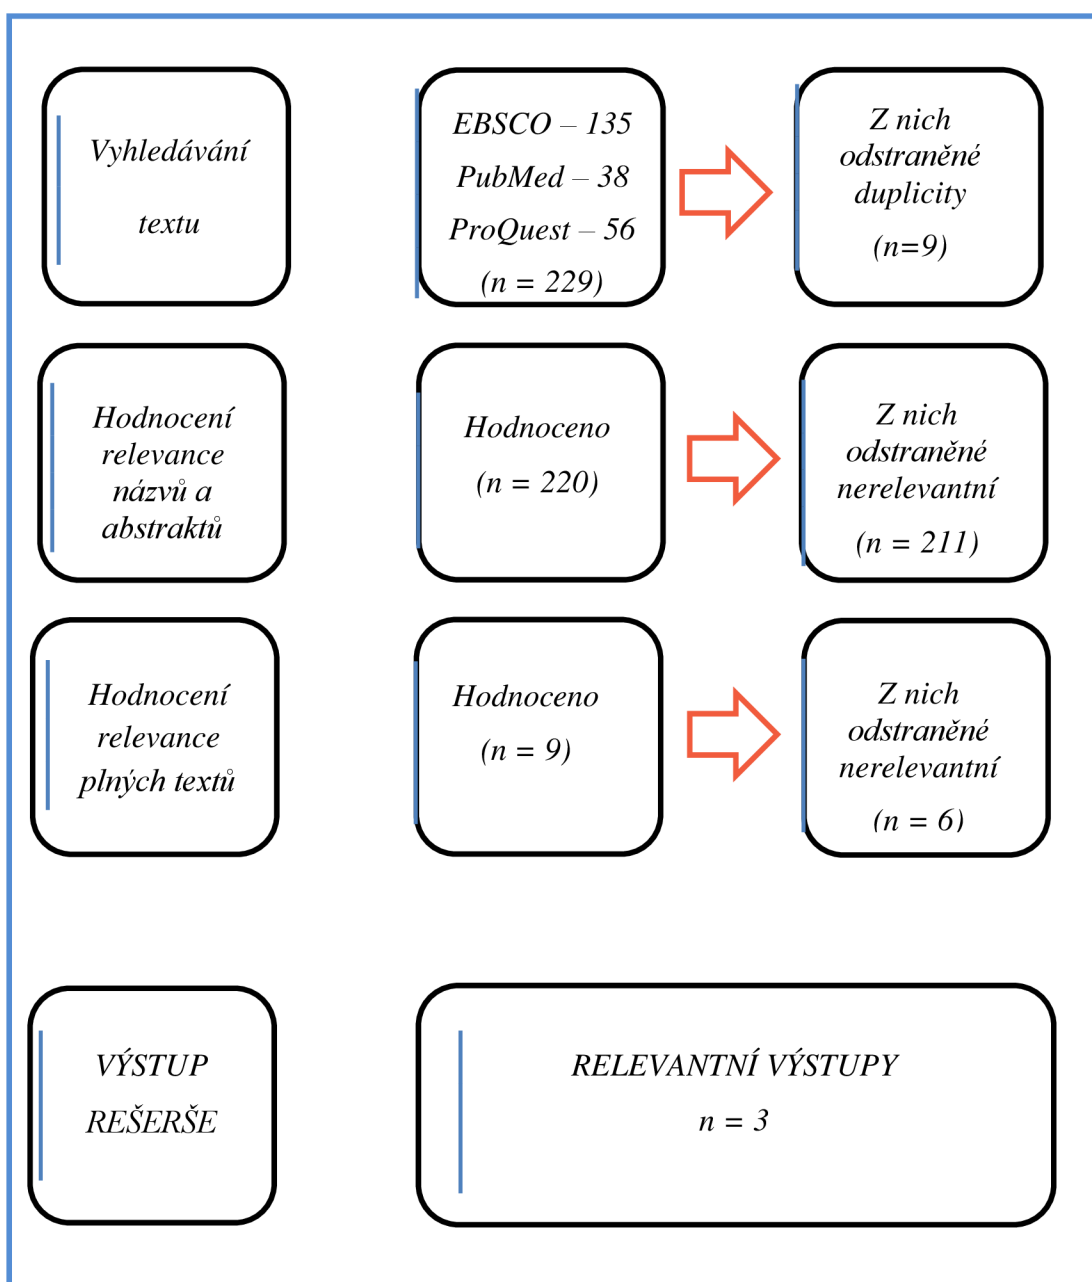 Vyhledávání
textu
EBSCO – 135
PubMed – 38
ProQuest – 56
(n = 229)
Z nich
odstraněné
duplicity
(n=9)
Hodnocení
relevance
názvů a
abstraktů
Hodnoceno
(n = 220)
Z nich
odstraněné
nerelevantní
(n = 211)
Hodnocení
relevance
plných textů
Hodnoceno
(n = 9)
Z nich
odstraněné
nerelevantní
(n = 6)
VÝSTUP
REŠERŠE
RELEVANTNÍ VÝSTUPY
n = 3